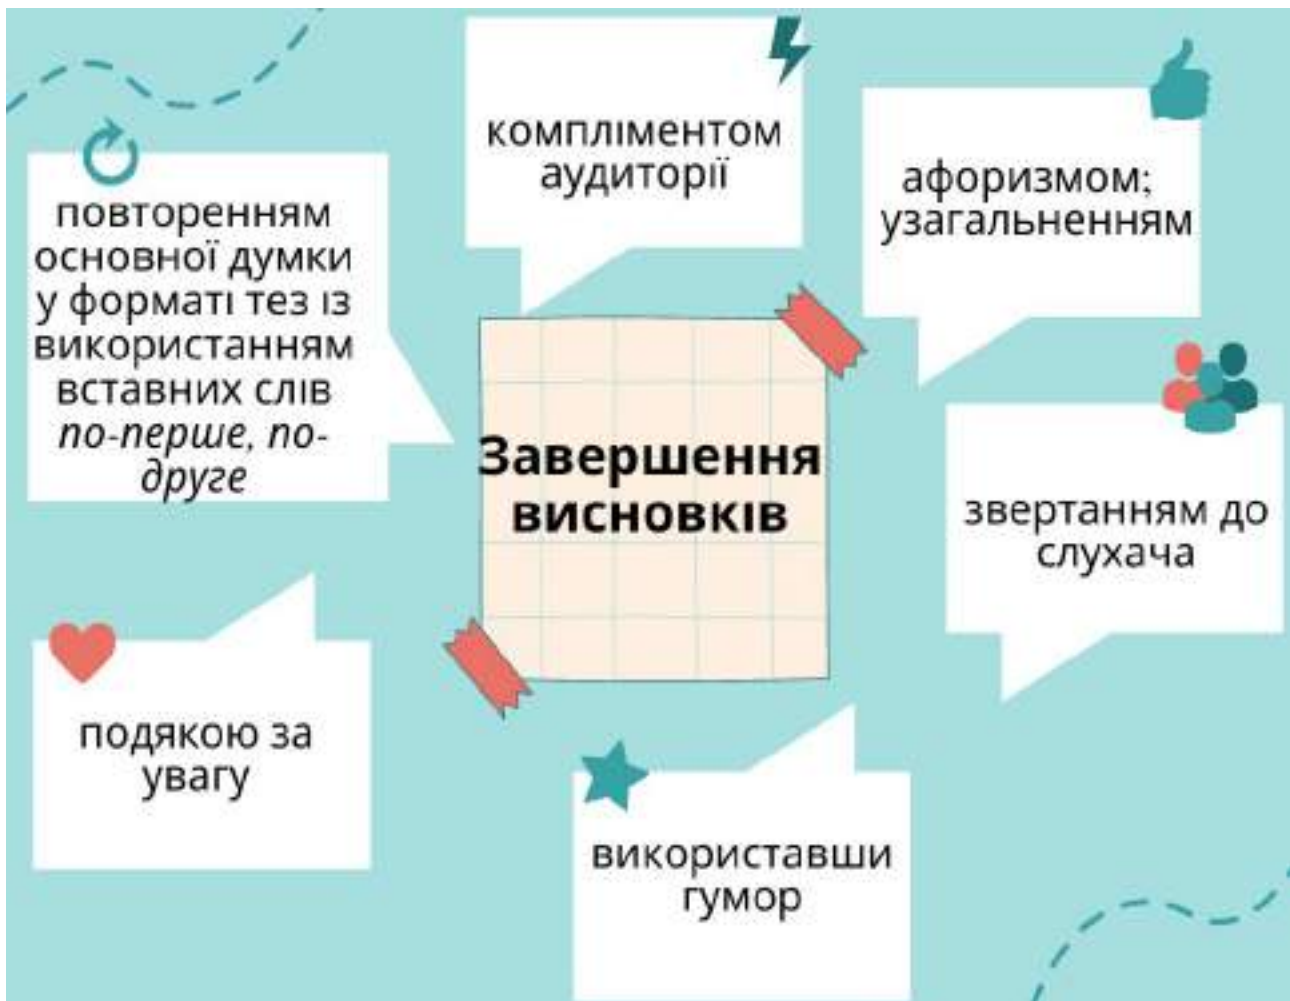 компліментом
аудиторії
афоризмом;
узагальненням
повторенням
основної думки
у форматі тез із
використанням
вставних слів
по-перше, по-
друге
Завершення
висновків
звертанням до
слухача
подякою за
увагу
використавши
гумор